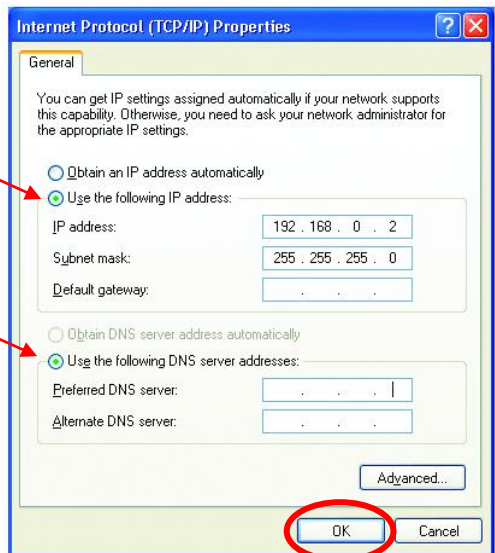 Internet Protocol (TCP/IP) Properties
General
You can get IP settings assigned automatically if your network supports
this capability. Otherwise, you need to ask your network administrator for
the appropriate IP settings.
Obtain an IP address automatically
Use the following IP address:
IP address: 192 . 168 . 0 . 2
Subnet mask: 255 . 255 . 255 . 0
Default gateway: . . .
Obtain DNS server address automatically
Use the following DNS server addresses:
Preferred DNS server: . . .
Alternate DNS server: . . .
Advanced...
OK Cancel